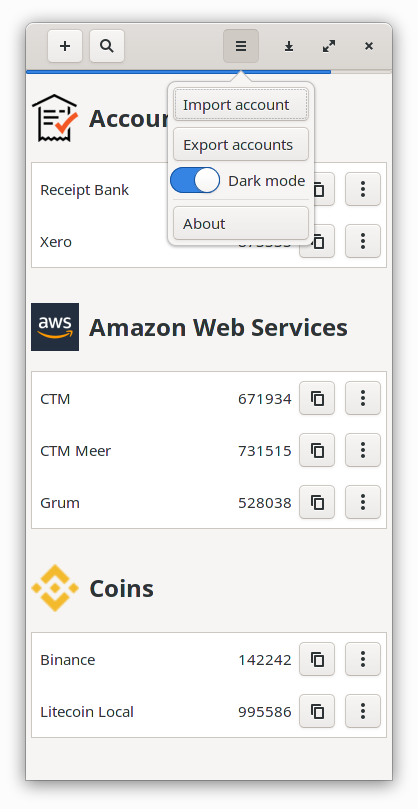 Import account
Export accounts
Dark mode
About
Receipt Bank
Xero
aws
Amazon Web Services
CTM 671934
CTM Meer 731515
Grum 528038
Coins
Binance 142242
Litecoin Local 995586